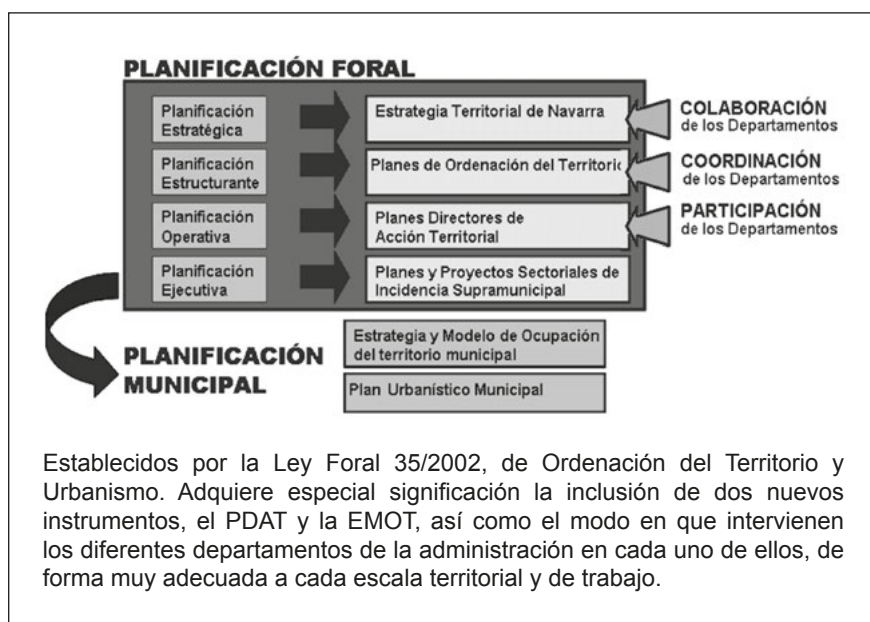 PLANIFICACIÓN FORAL
Planificación
Estratégica
Estrategia Territorial de Navarra
COLABORACIÓN
de los Departamentos
Planificación
Estructurante
Planes de Ordenación del Territorio
COORDINACIÓN
de los Departamentos
Planificación
Operativa
Planes Directores de
Acción Territorial
PARTICIPACIÓN
de los Departamentos
Planificación
Ejecutiva
Planes y Proyectos Sectoriales de
Incidencia Supramunicipal
PLANIFICACIÓN
MUNICIPAL
Estrategia y Modelo de Ocupación
del territorio municipal
Plan Urbanístico Municipal
Establecidos por la Ley Foral 35/2002, de Ordenación del Territorio y
Urbanismo. Adquiere especial significación la inclusión de dos nuevos
instrumentos, el PDAT y la EMOT, así como el modo en que intervienen
los diferentes departamentos de la administración en cada uno de ellos, de
forma muy adecuada a cada escala territorial y de trabajo.